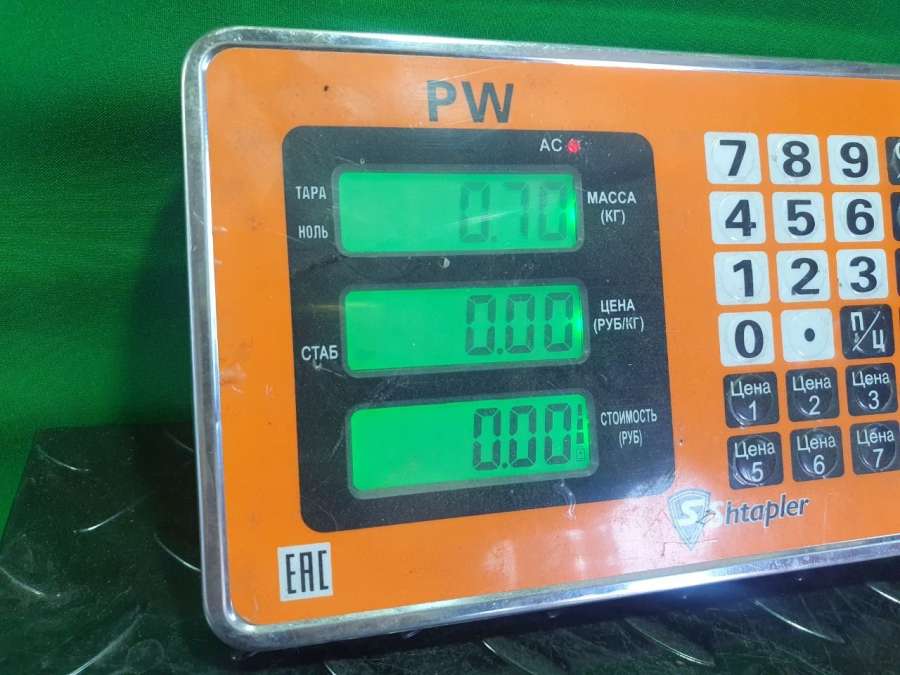 PW
AC
ТАРА
НОЛЬ
0.70
МАССА
(КГ)
СТАБ
0.00
ЦЕНА
(РУБ/КГ)
0.00
СТОИМОСТЬ
(РУБ)
7 8 9
4 5 6
1 2 3
0 . П/Ц
Цена 1
Цена 2
Цена 3
Цена 5
Цена 6
Цена 7
Shtapler
EAC